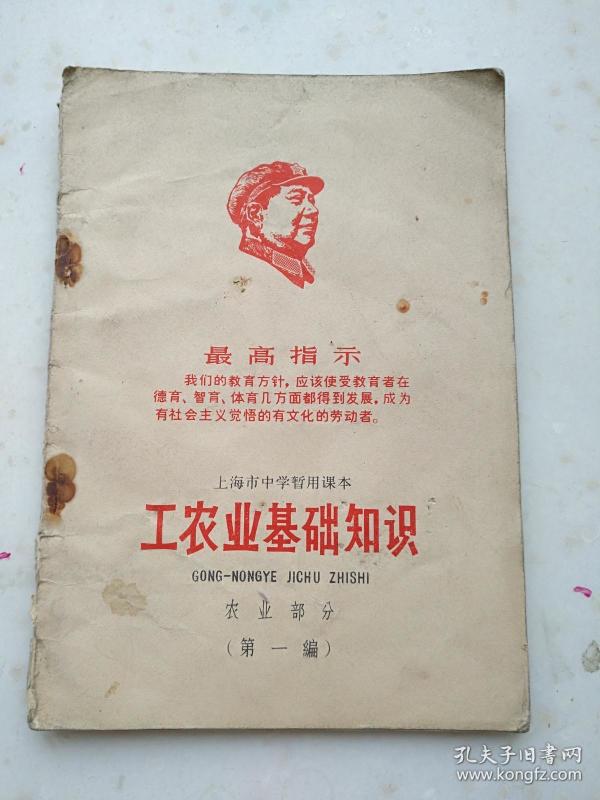 最高指示
我们的教育方针，应该使受教育者在
德育、智育、体育几方面都得到发展，成为
有社会主义觉悟的有文化的劳动者。
上海市中学暂用课本
工农业基础知识
GONG-NONGYE JICHU ZHISHI
农业部分
（第一编）
孔夫子旧书网
www.kongfz.com